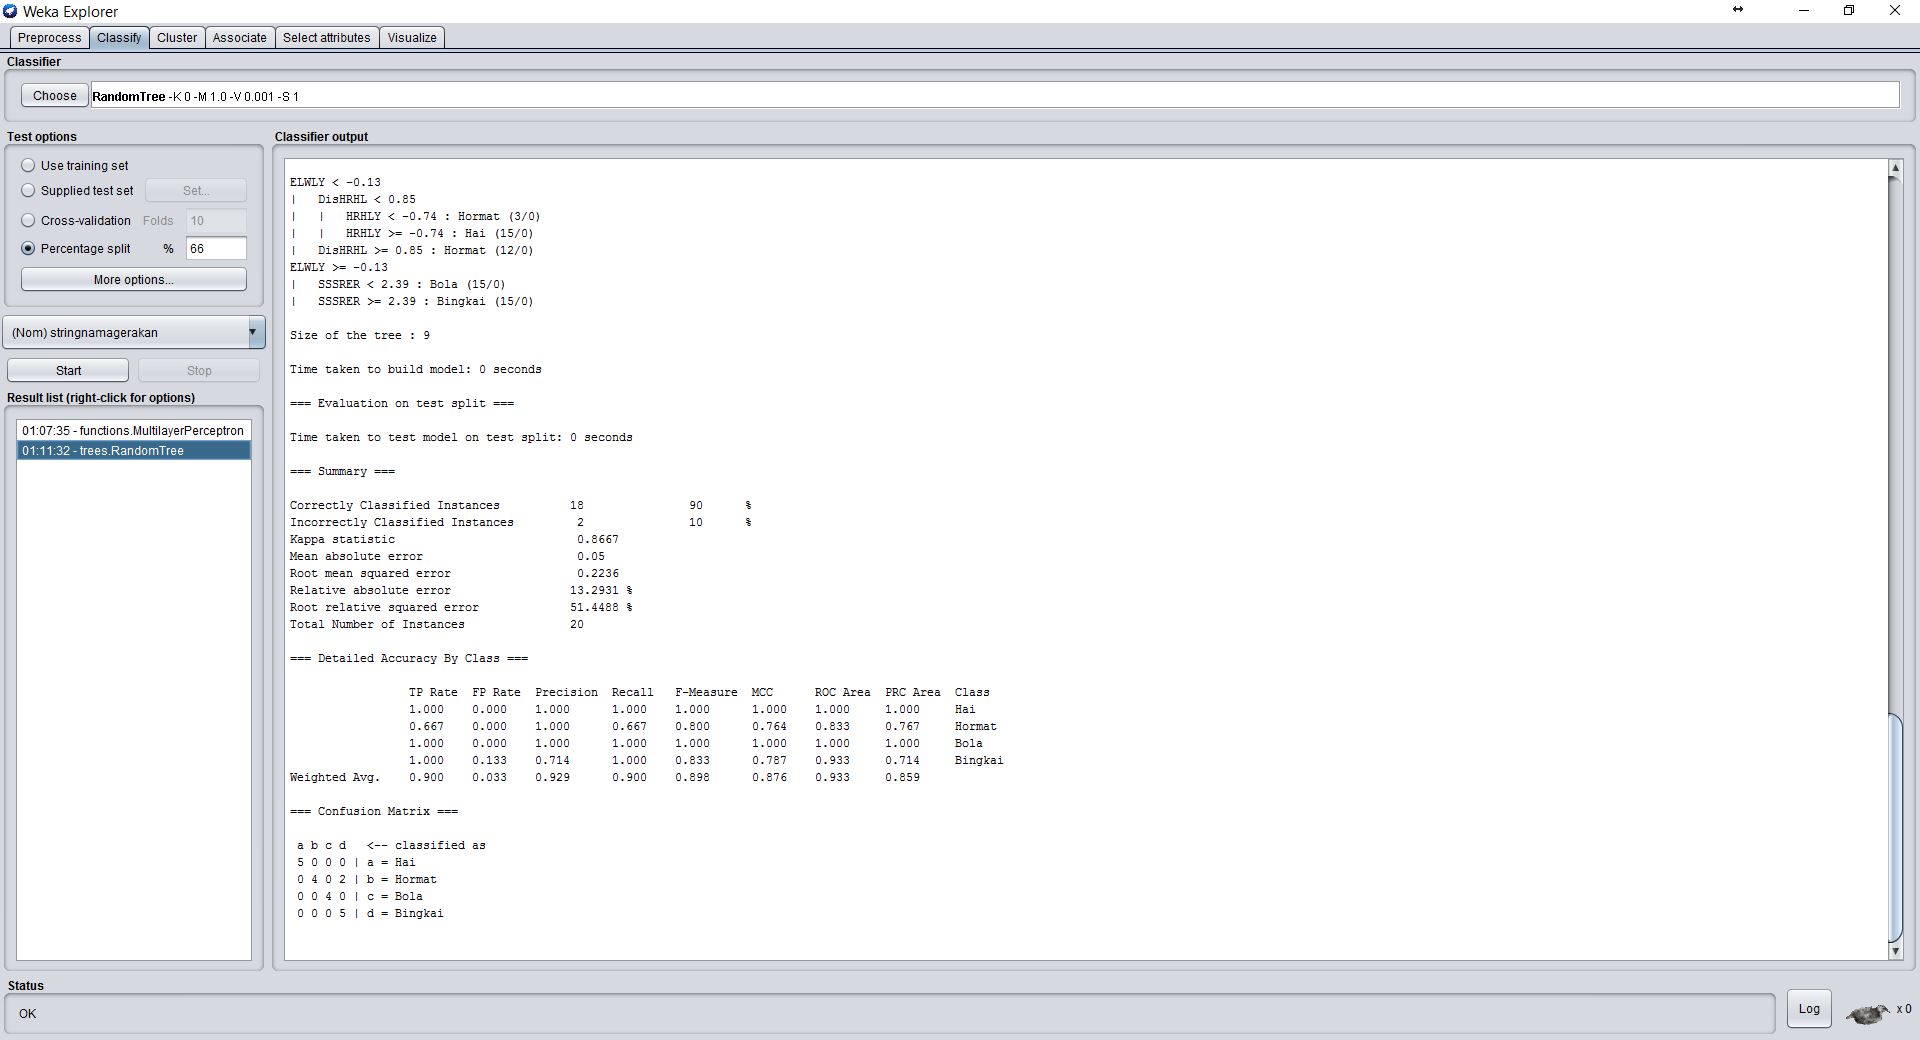 Weka Explorer
Preprocess Classify Cluster Associate Select attributes Visualize
Classifier
Choose RandomTree -K 0 -M 1.0 -V 0.001 -S 1
Test options
Use training set
Supplied test set Set...
Cross-validation Folds 10
Percentage split % 66
More options...
(Nom) stringnamagerakan
Start Stop
Result list (right-click for options)
01:07:35 - functions.MultilayerPerceptron
01:11:32 - trees.RandomTree
Classifier output
ELWLY < -0.13
|   DisHRHL < 0.85
|   |   HRHLY < -0.74 : Hormat (3/0)
|   |   HRHLY >= -0.74 : Hai (15/0)
|   DisHRHL >= 0.85 : Hormat (12/0)
ELWLY >= -0.13
|   SSSRER < 2.39 : Bola (15/0)
|   SSSRER >= 2.39 : Bingkai (15/0)
Size of the tree : 9
Time taken to build model: 0 seconds
=== Evaluation on test split ===
Time taken to test model on test split: 0 seconds
=== Summary ===
Correctly Classified Instances 18 90 %
Incorrectly Classified Instances 2 10 %
Kappa statistic 0.8667
Mean absolute error 0.05
Root mean squared error 0.2236
Relative absolute error 13.2931 %
Root relative squared error 51.4488 %
Total Number of Instances 20
=== Detailed Accuracy By Class ===
TP Rate FP Rate Precision Recall F-Measure MCC ROC Area PRC Area Class
1.000 0.000 1.000 1.000 1.000 1.000 1.000 1.000 Hai
0.667 0.000 1.000 0.667 0.800 0.764 0.833 0.767 Hormat
1.000 0.000 1.000 1.000 1.000 1.000 1.000 1.000 Bola
1.000 0.133 0.714 1.000 0.833 0.787 0.933 0.714 Bingkai
Weighted Avg. 0.900 0.033 0.929 0.900 0.898 0.876 0.933 0.859
=== Confusion Matrix ===
a b c d <-- classified as
5 0 0 0 | a = Hai
0 4 0 2 | b = Hormat
0 0 4 0 | c = Bola
0 0 0 5 | d = Bingkai
Status
OK
Log
x 0